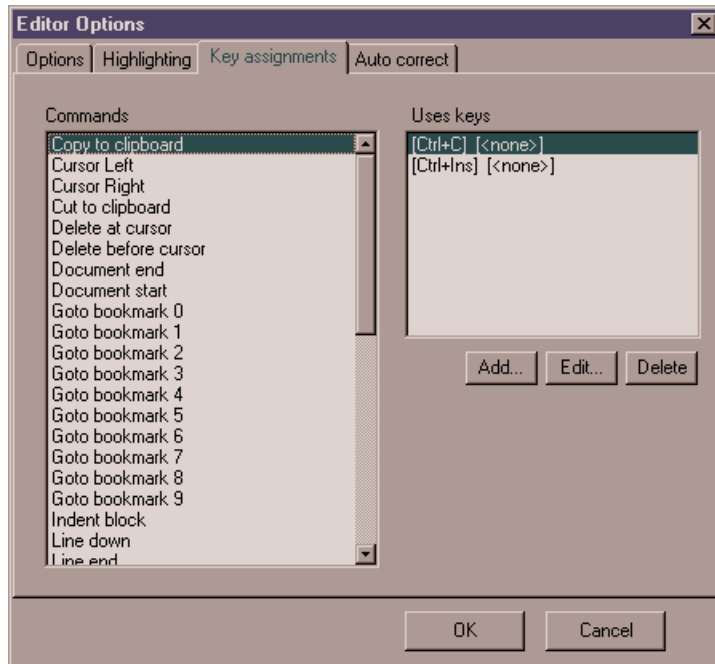 Editor Options
Options Highlighting Key assignments Auto correct
Commands
Copy to clipboard
Cursor Left
Cursor Right
Cut to clipboard
Delete at cursor
Delete before cursor
Document end
Document start
Goto bookmark 0
Goto bookmark 1
Goto bookmark 2
Goto bookmark 3
Goto bookmark 4
Goto bookmark 5
Goto bookmark 6
Goto bookmark 7
Goto bookmark 8
Goto bookmark 9
Indent block
Line down
Line end
Uses keys
[Ctrl+C] [<none>]
[Ctrl+Ins] [<none>]
Add... Edit... Delete
OK Cancel